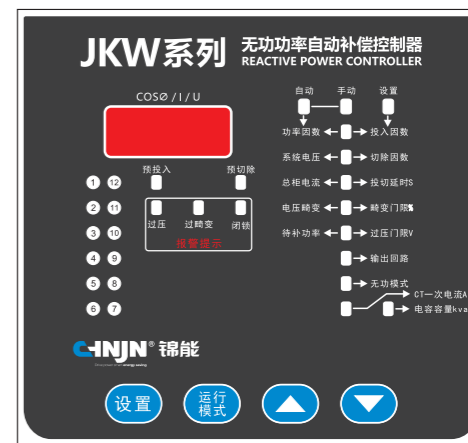 JKW系列 无功功率自动补偿控制器
REACTIVE POWER CONTROLLER
COSØ/I/U
自动 手动 设置
功率因数 投入因数
系统电压 切除因数
总柜电流 投切延时S
电压畸变 畸变门限%
待补功率 过压门限V
输出回路
无功模式
CT一次电流A
电容容量kva
预投入 预切除
过压 过畸变 闭锁
报警提示
1 12
2 11
3 10
4 9
5 8
6 7
CHNJN® 锦能
设置 运行模式